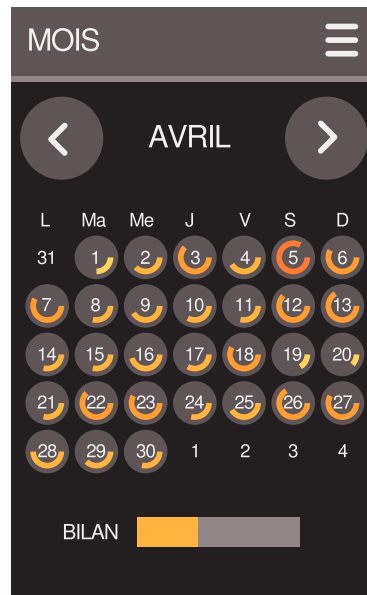 MOIS
AVRIL
L Ma Me J V S D
31 1 2 3 4 5 6
7 8 9 10 11 12 13
14 15 16 17 18 19 20
21 22 23 24 25 26 27
28 29 30 1 2 3 4
BILAN